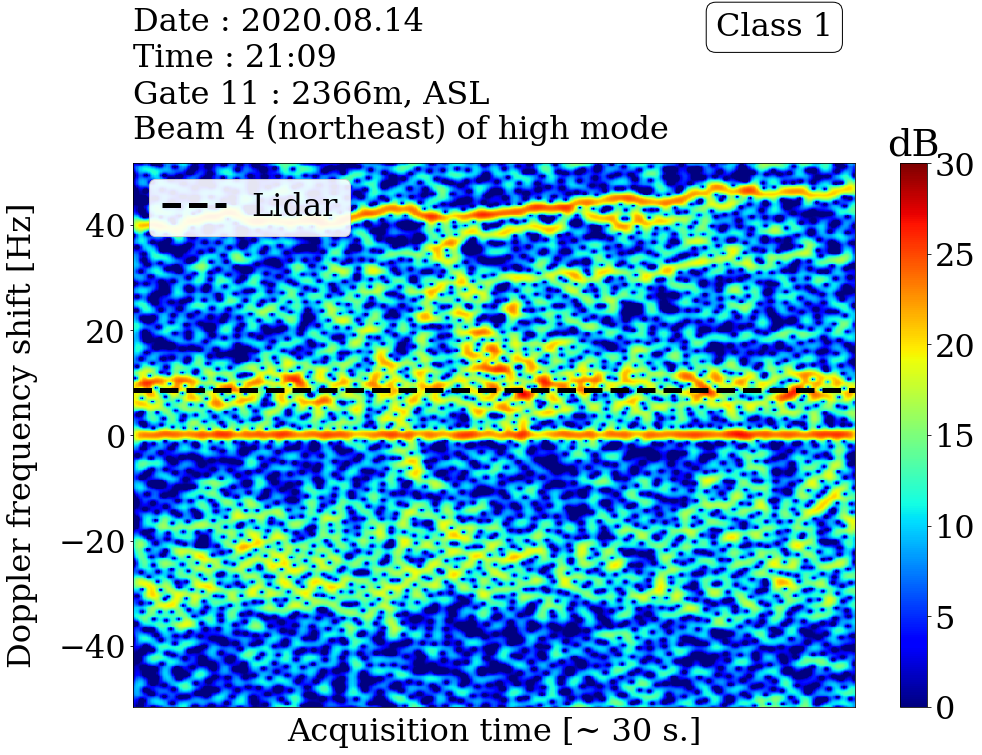 Date : 2020.08.14
Time : 21:09
Gate 11 : 2366m, ASL
Beam 4 (northeast) of high mode
Class 1
dB
Lidar
Doppler frequency shift [Hz]
40
20
0
−20
−40
30
25
20
15
10
5
0
Acquisition time [~ 30 s.]